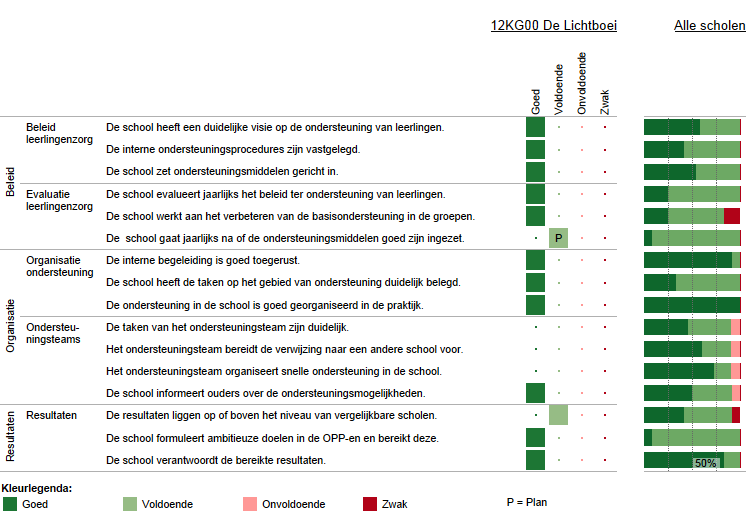 12KG00 De Lichtboei
Alle scholen
Goed
Voldoende
Onvoldoende
Zwak
Beleid
Beleid
leerlingenzorg
De school heeft een duidelijke visie op de ondersteuning van leerlingen.
De interne ondersteuningsprocedures zijn vastgelegd.
De school zet ondersteuningsmiddelen gericht in.
Evaluatie
leerlingenzorg
De school evalueert jaarlijks het beleid ter ondersteuning van leerlingen.
De school werkt aan het verbeteren van de basisondersteuning in de groepen.
De school gaat jaarlijks na of de ondersteuningsmiddelen goed zijn ingezet.
P
Organisatie
Organisatie
ondersteuning
De interne begeleiding is goed toegerust.
De school heeft de taken op het gebied van ondersteuning duidelijk belegd.
De ondersteuning in de school is goed georganiseerd in de praktijk.
Ondersteu-
ningsteams
De taken van het ondersteuningsteam zijn duidelijk.
Het ondersteuningsteam bereidt de verwijzing naar een andere school voor.
Het ondersteuningsteam organiseert snelle ondersteuning in de school.
De school informeert ouders over de ondersteuningsmogelijkheden.
Resultaten
Resultaten
De resultaten liggen op of boven het niveau van vergelijkbare scholen.
De school formuleert ambitieuze doelen in de OPP-en en bereikt deze.
De school verantwoordt de bereikte resultaten.
50%
Kleurlegenda:
Goed
Voldoende
Onvoldoende
Zwak
P = Plan